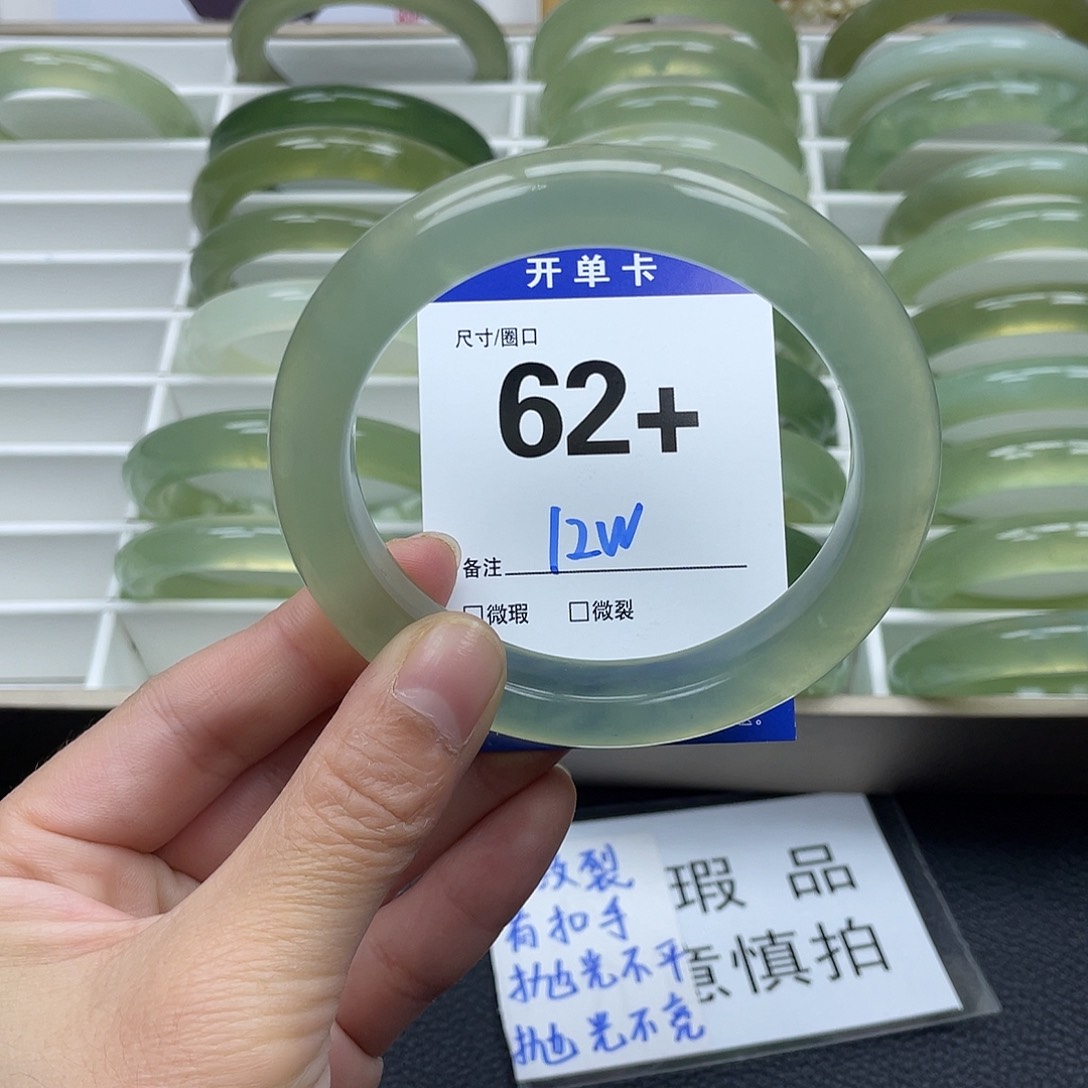 开单卡
尺寸/圈口
62+
备注 12W
□微瑕 □微裂
裂
有扣手
抛光不平
抛光不亮
瑕品
意慎拍